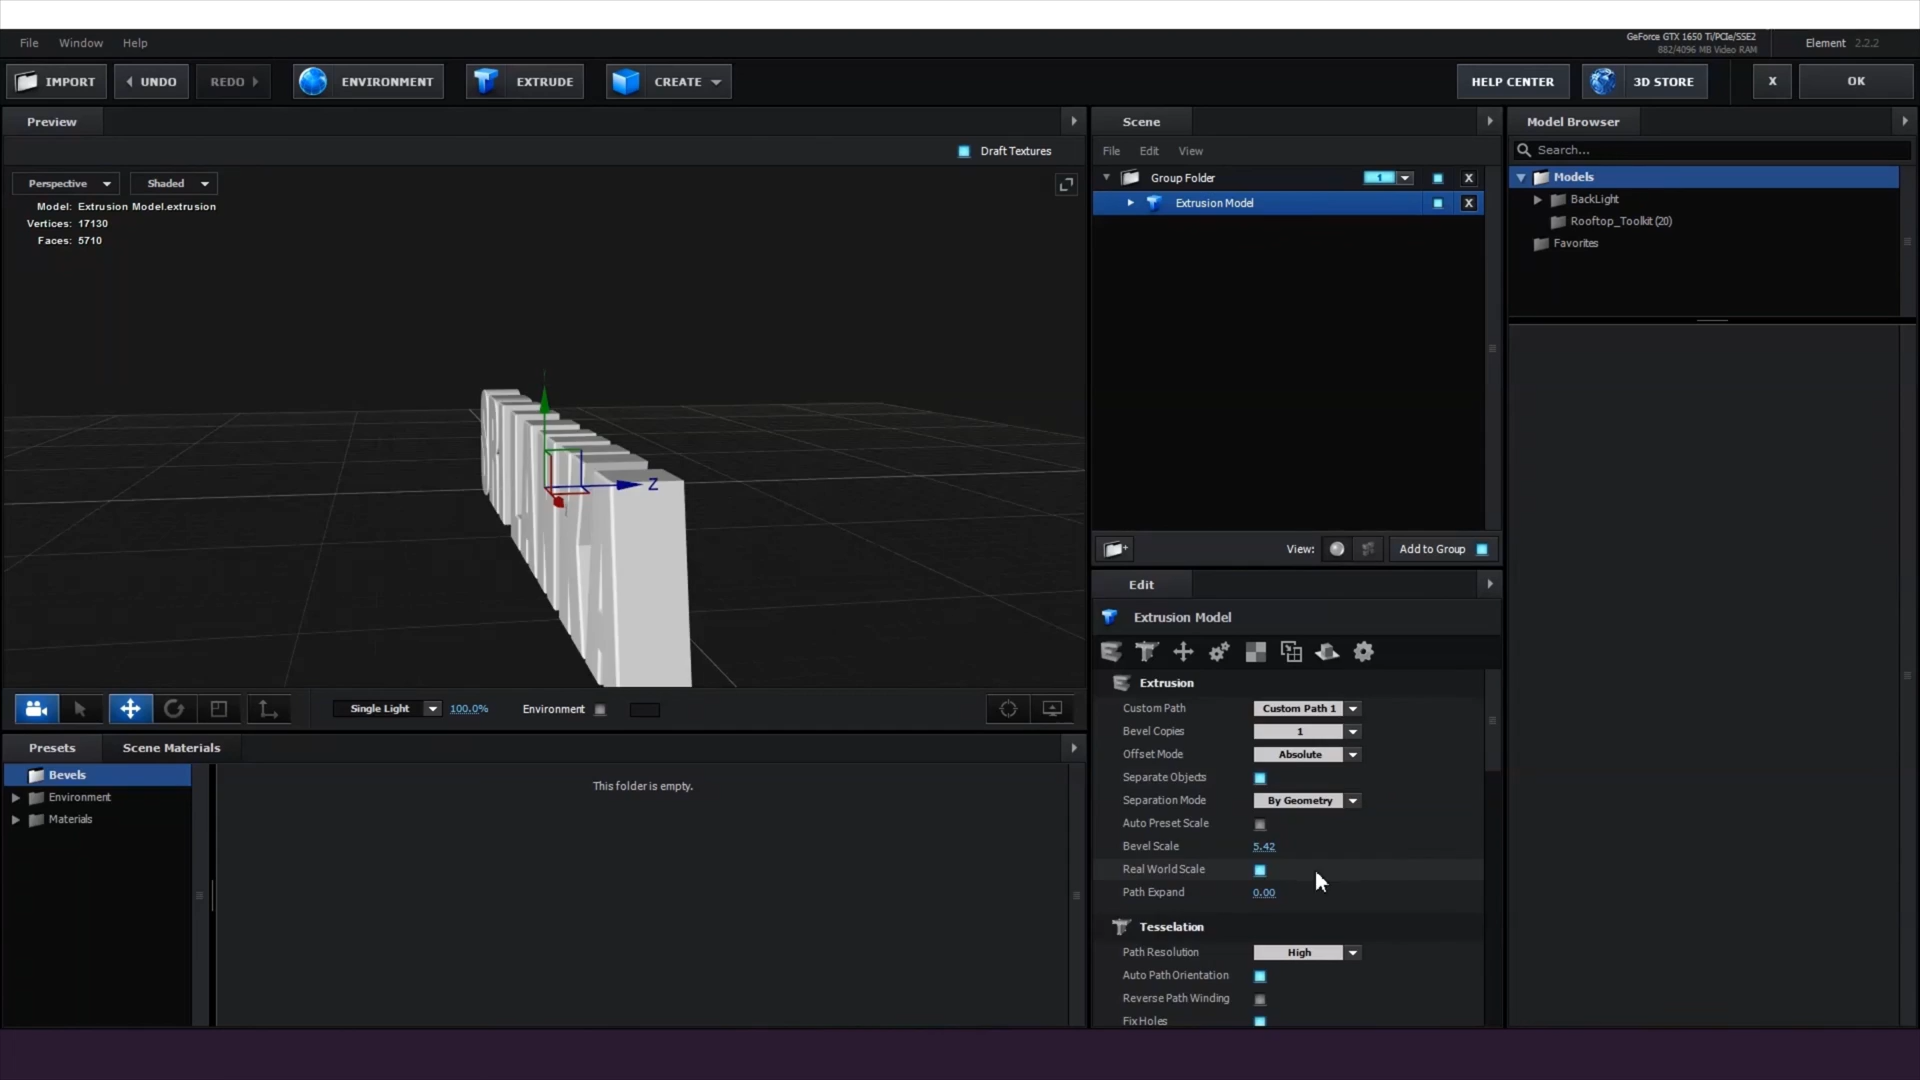 File Window Help
GeForce GTX 1650 Ti/PCIe/SSE2
882/4096 MB Video RAM
Element 2.2.2
IMPORT UNDO REDO ENVIRONMENT EXTRUDE CREATE HELP CENTER 3D STORE X OK
Preview
Draft Textures
Perspective Shaded
Model: Extrusion Model.extrusion
Vertices: 17130
Faces: 5710
Z
Single Light 100.0% Environment
Presets Scene Materials
Bevels
Environment
Materials
This folder is empty.
Scene
File Edit View
Group Folder 1 X
Extrusion Model X
View: Add to Group
Edit
Extrusion Model
Extrusion
Custom Path Custom Path 1
Bevel Copies 1
Offset Mode Absolute
Separate Objects
Separation Mode By Geometry
Auto Preset Scale
Bevel Scale 5.42
Real World Scale
Path Expand 0.00
Tesselation
Path Resolution High
Auto Path Orientation
Reverse Path Winding
Fix Holes
Model Browser
Search...
Models
BackLight
Rooftop_Toolkit (20)
Favorites